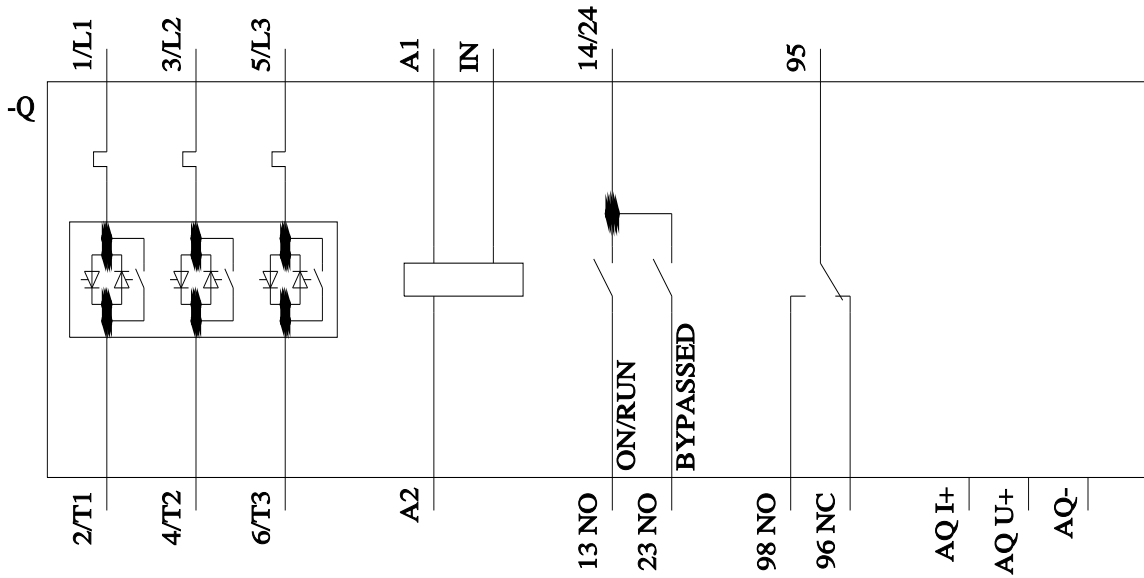 1/L1
3/L2
5/L3
A1
IN
14/24
95
-Q
ON/RUN
BYPASSED
2/T1
4/T2
6/T3
A2
13 NO
23 NO
98 NO
96 NC
AQ I+
AQ U+
AQ-